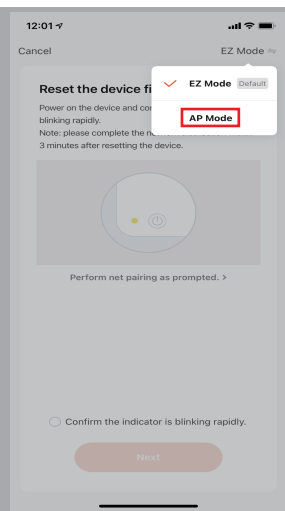 12:01
Cancel
EZ Mode
EZ Mode Default
AP Mode
Reset the device fi
Power on the device and con
blinking rapidly.
Note: please complete the n
3 minutes after resetting the device.
Perform net pairing as prompted. >
Confirm the indicator is blinking rapidly.
Next